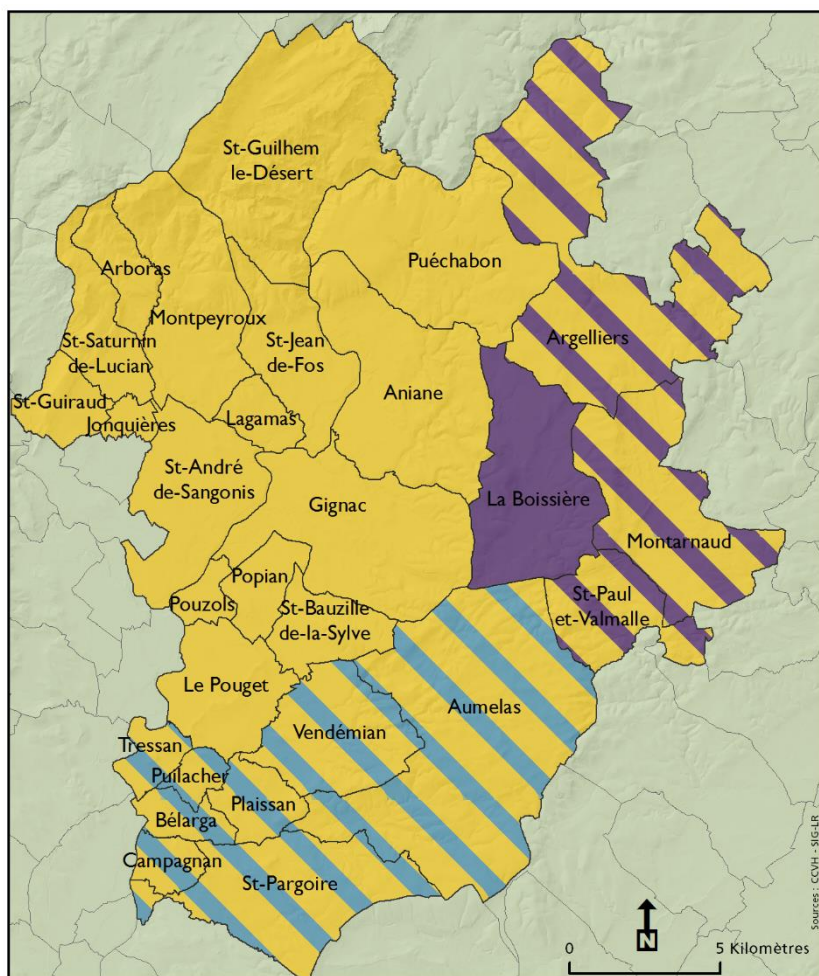 St-Guilhem
le-Désert
Puéchabon
Arboras
Montpeyroux
St-Jean
de-Fos
Argelliers
St-Saturnin
de-Lucian
Aniane
St-Guiraud
Jonquières
Lagamas
St-André
de-Sangonis
Gignac
La Boissière
Montarnaud
Popian
Pouzols
St-Bauzille
de-la-Sylve
St-Paul
et-Valmalle
Le Pouget
Aumelas
Vendémian
Tressan
Puilacher
Plaissan
Bélarga
Campagnan
St-Pargoire
N
0 5 Kilomètres
Sources : CCVH - SIG-LR